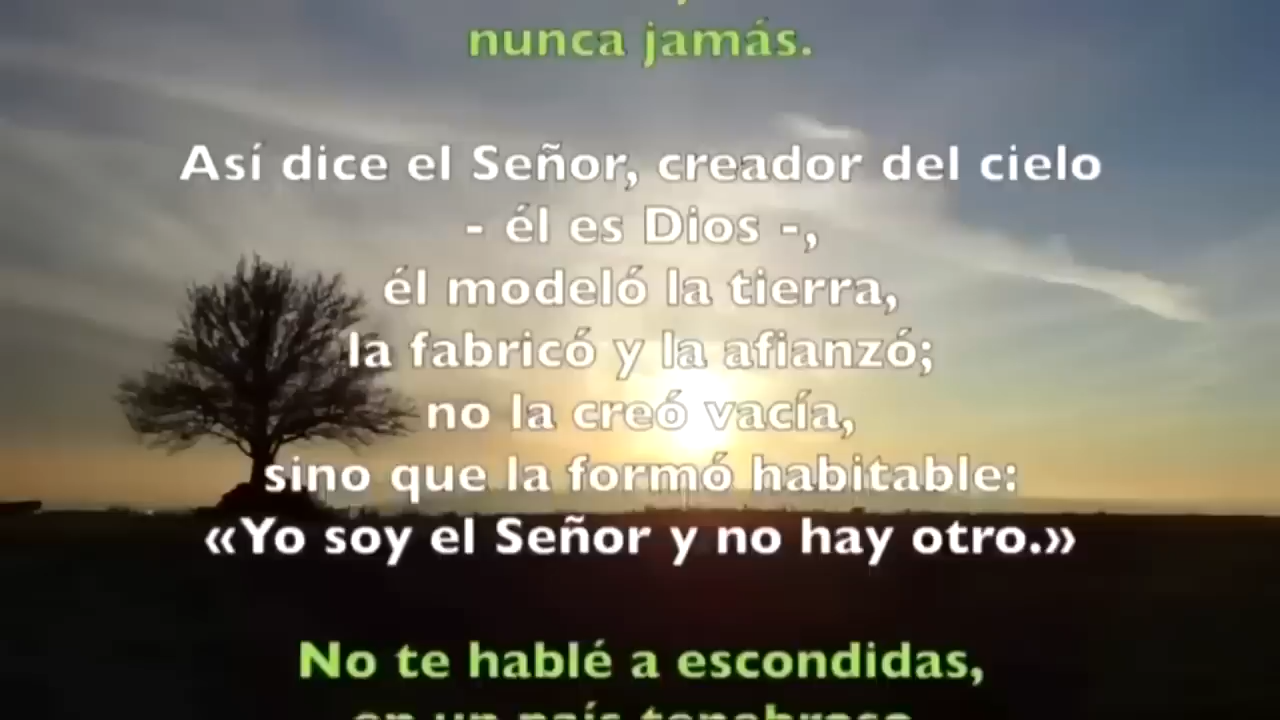 nunca jamás.
Así dice el Señor, creador del cielo
- él es Dios -,
él modeló la tierra,
la fabricó y la afianzó;
no la creó vacía,
sino que la formó habitable:
«Yo soy el Señor y no hay otro.»
No te hablé a escondidas,
en un país tenebroso